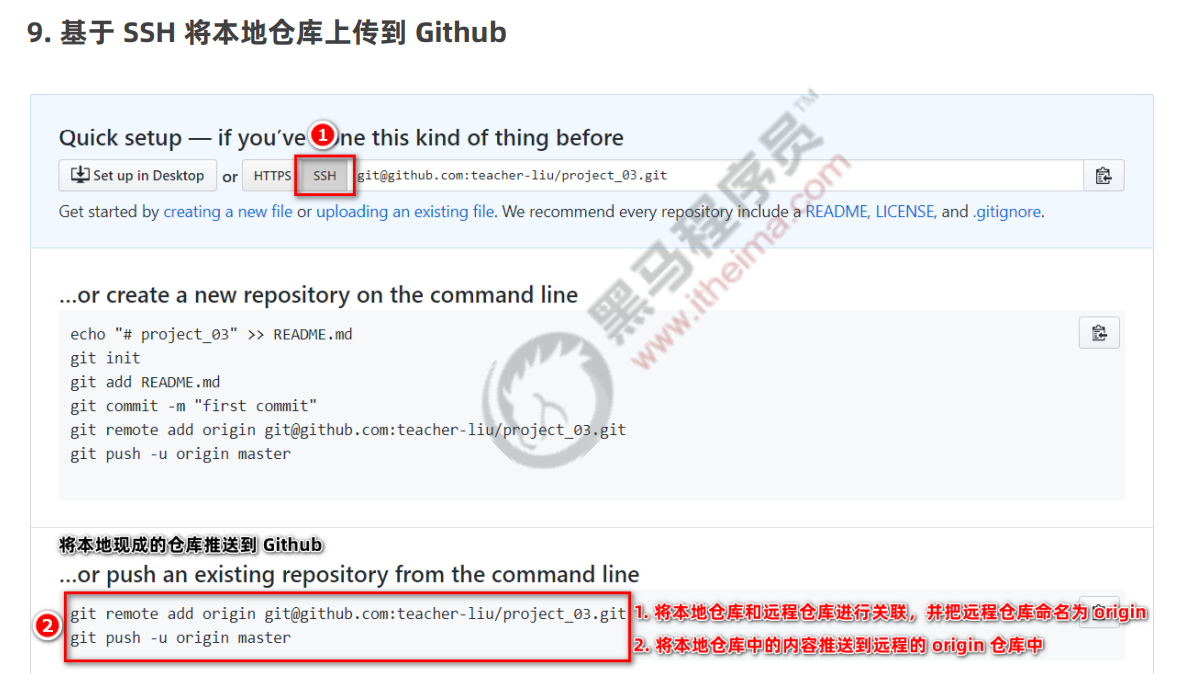 9. 基于 SSH 将本地仓库上传到 Github
Quick setup — if you've
ne this kind of thing before
1
Set up in Desktop or HTTPS SSH git@github.com:teacher-liu/project_03.git
Get started by creating a new file or uploading an existing file. We recommend every repository include a README, LICENSE, and .gitignore.
...or create a new repository on the command line
echo "# project_03" >> README.md
git init
git add README.md
git commit -m "first commit"
git remote add origin git@github.com:teacher-liu/project_03.git
git push -u origin master
黑马程序员™
www.itheima.com
将本地现成的仓库推送到 Github
...or push an existing repository from the command line
2
git remote add origin git@github.com:teacher-liu/project_03.git
git push -u origin master
1. 将本地仓库和远程仓库进行关联，并把远程仓库命名为 origin
2. 将本地仓库中的内容推送到远程的 origin 仓库中